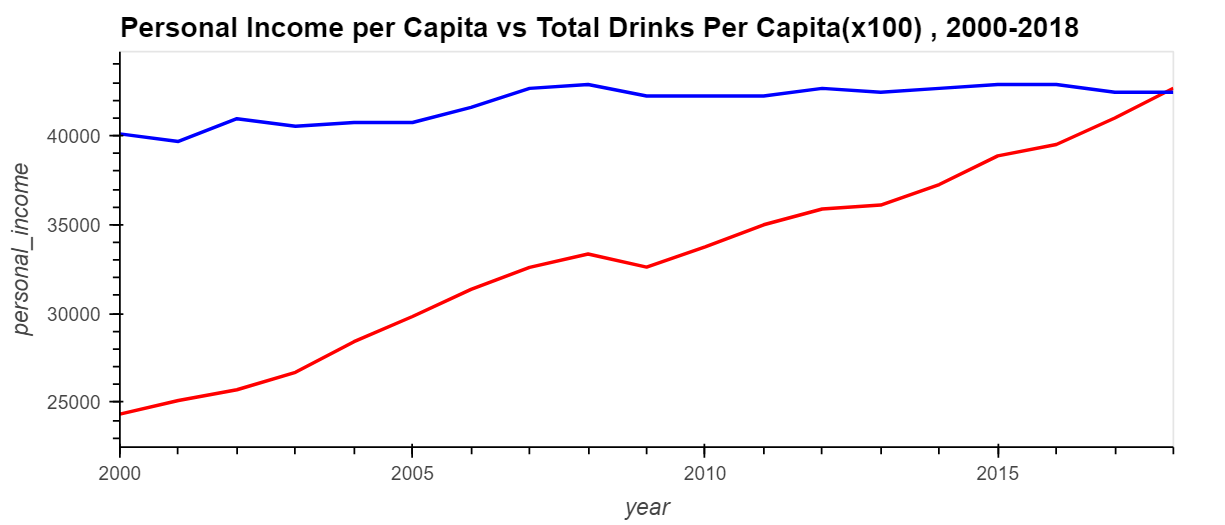 Personal Income per Capita vs Total Drinks Per Capita(x100) , 2000-2018
personal_income
40000
35000
30000
25000
2000 2005 2010 2015
year